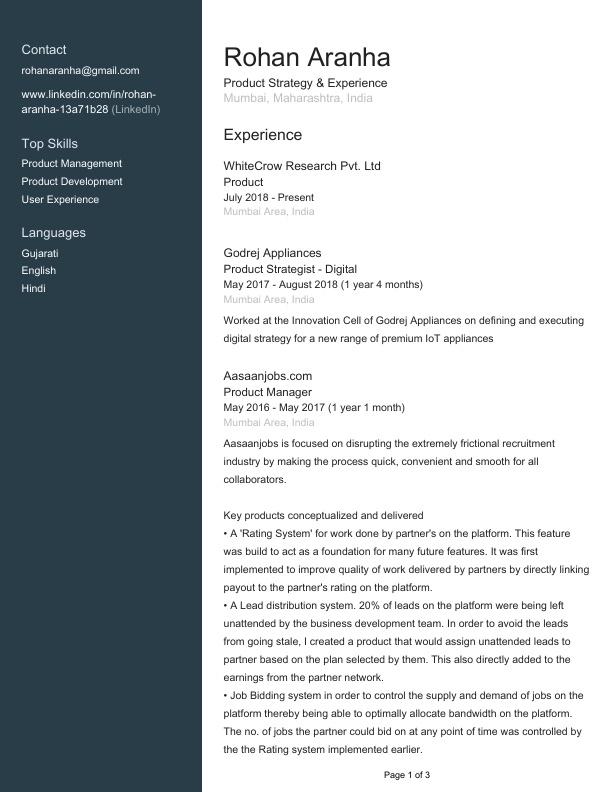 Contact
rohanaranha@gmail.com
www.linkedin.com/in/rohan-
aranha-13a71b28 (LinkedIn)
Top Skills
Product Management
Product Development
User Experience
Languages
Gujarati
English
Hindi
Rohan Aranha
Product Strategy & Experience
Mumbai, Maharashtra, India
Experience
WhiteCrow Research Pvt. Ltd
Product
July 2018 - Present
Mumbai Area, India
Godrej Appliances
Product Strategist - Digital
May 2017 - August 2018 (1 year 4 months)
Mumbai Area, India
Worked at the Innovation Cell of Godrej Appliances on defining and executing
digital strategy for a new range of premium IoT appliances
Aasaanjobs.com
Product Manager
May 2016 - May 2017 (1 year 1 month)
Mumbai Area, India
Aasaanjobs is focused on disrupting the extremely frictional recruitment
industry by making the process quick, convenient and smooth for all
collaborators.
Key products conceptualized and delivered
• A 'Rating System' for work done by partner's on the platform. This feature
was build to act as a foundation for many future features. It was first
implemented to improve quality of work delivered by partners by directly linking
payout to the partner's rating on the platform.
• A Lead distribution system. 20% of leads on the platform were being left
unattended by the business development team. In order to avoid the leads
from going stale, I created a product that would assign unattended leads to
partner based on the plan selected by them. This also directly added to the
earnings from the partner network.
• Job Bidding system in order to control the supply and demand of jobs on the
platform thereby being able to optimally allocate bandwidth on the platform.
The no. of jobs the partner could bid on at any point of time was controlled by
the the Rating system implemented earlier.
Page 1 of 3